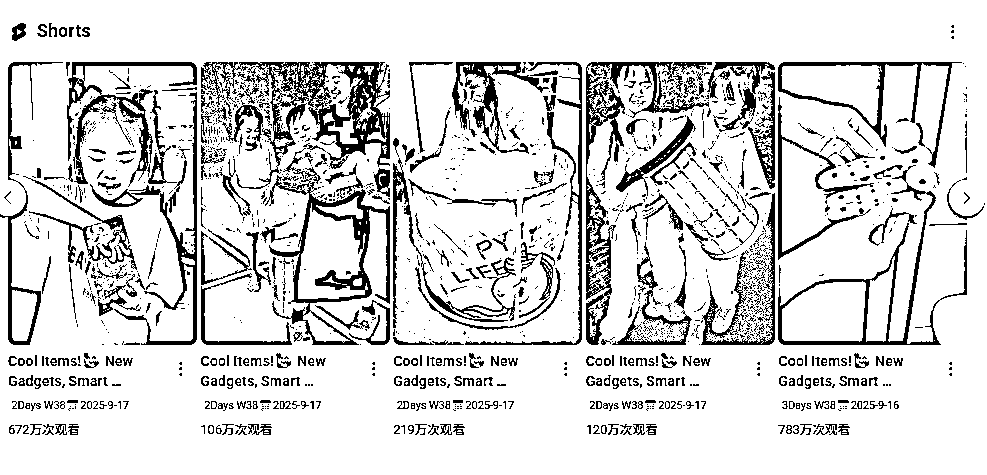 Shorts
PY
LIFE
Cool Items!🥰 New
Gadgets, Smart ...
2Days W38📅2025-9-17
672万次观看
Cool Items!🥰 New
Gadgets, Smart ...
2Days W38📅2025-9-17
106万次观看
Cool Items!🥰 New
Gadgets, Smart ...
2Days W38📅2025-9-17
219万次观看
Cool Items!🥰 New
Gadgets, Smart ...
2Days W38📅2025-9-17
120万次观看
Cool Items!🥰 New
Gadgets, Smart ...
3Days W38📅2025-9-16
783万次观看